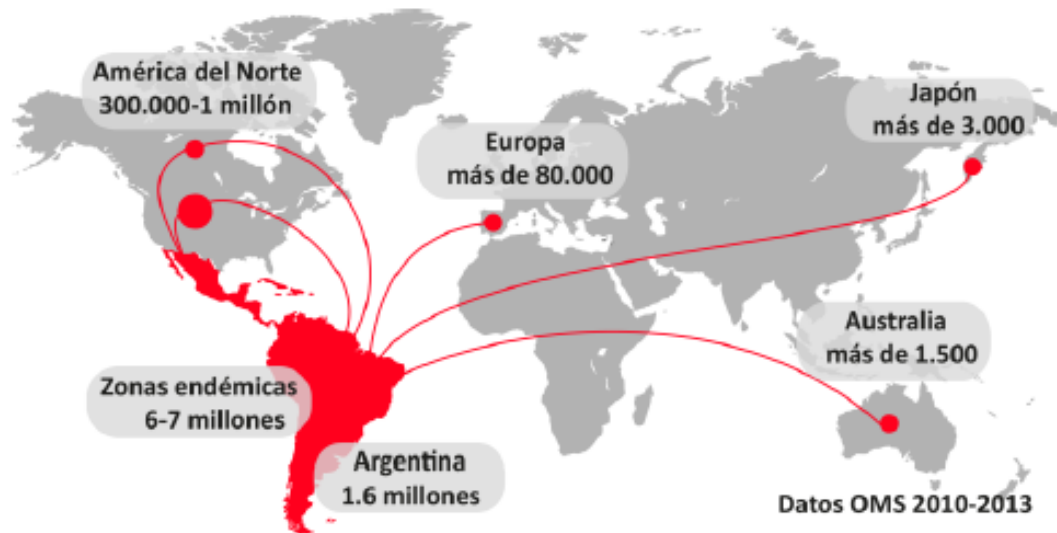 América del Norte
300.000-1 millón
Japón
más de 3.000
Europa
más de 80.000
Australia
más de 1.500
Zonas endémicas
6-7 millones
Argentina
1.6 millones
Datos OMS 2010-2013